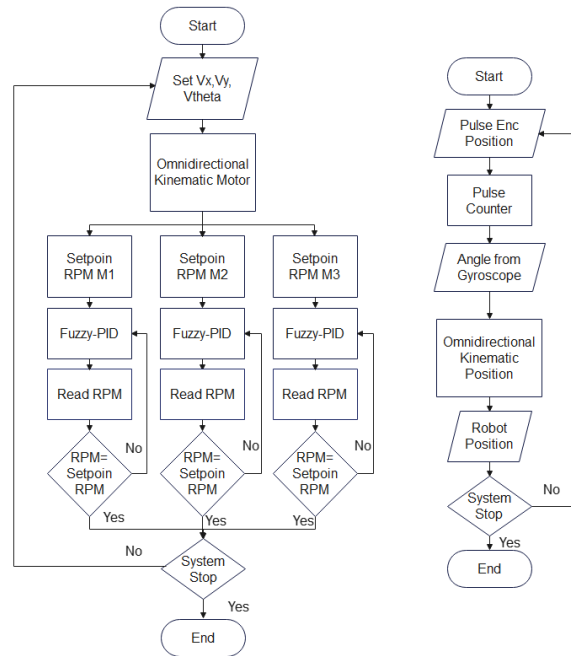 Start
Set Vx,Vy,
Vtheta
Omnidirectional
Kinematic Motor
Setpoin
RPM M1
Setpoin
RPM M2
Setpoin
RPM M3
Fuzzy-PID
Fuzzy-PID
Fuzzy-PID
Read RPM
Read RPM
Read RPM
RPM=
Setpoin
RPM
No
RPM=
Setpoin
RPM
No
RPM=
Setpoin
RPM
No
Yes
Yes
Yes
No
System
Stop
Yes
End
Start
Pulse Enc
Position
Pulse
Counter
Angle from
Gyroscope
Omnidirectional
Kinematic
Position
Robot
Position
System
Stop
No
Yes
End